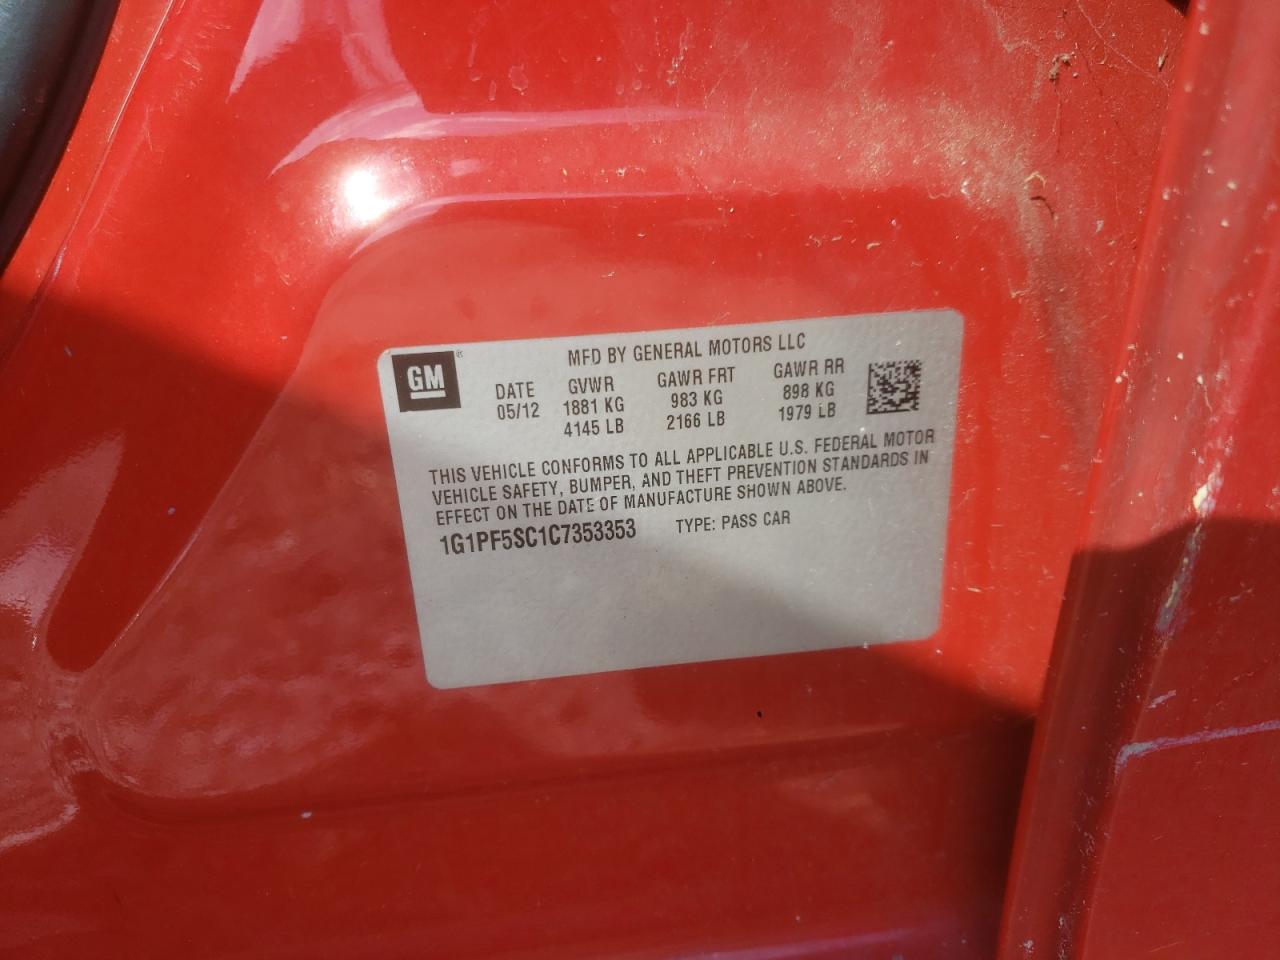 GM®
MFD BY GENERAL MOTORS LLC
DATE GVWR GAWR FRT GAWR RR
05/12 1881 KG 983 KG 898 KG
4145 LB 2166 LB 1979 LB
THIS VEHICLE CONFORMS TO ALL APPLICABLE U.S. FEDERAL MOTOR
VEHICLE SAFETY, BUMPER, AND THEFT PREVENTION STANDARDS IN
EFFECT ON THE DATE OF MANUFACTURE SHOWN ABOVE.
1G1PF5SC1C7353353 TYPE: PASS CAR